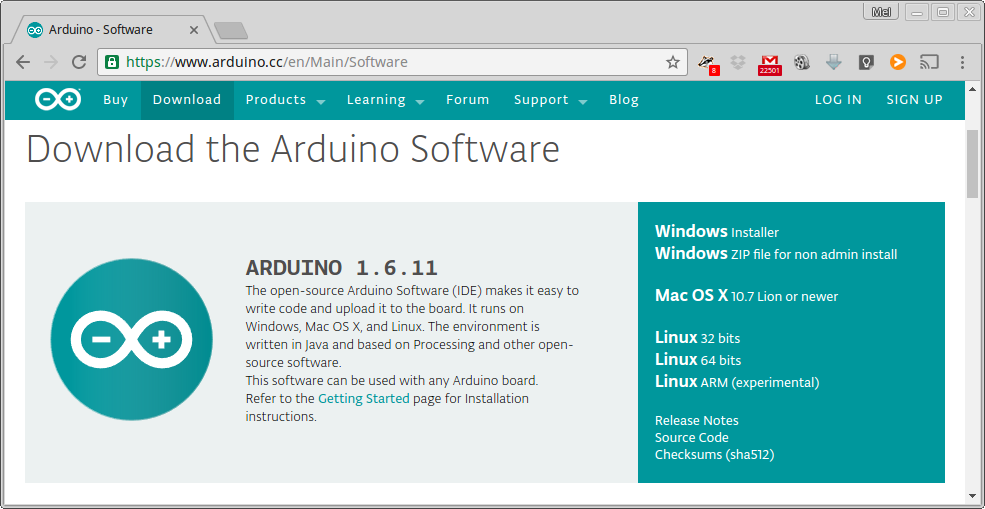 Mel
Arduino - Software
https://www.arduino.cc/en/Main/Software
8
22501
Buy Download Products Learning Forum Support Blog LOG IN SIGN UP
Download the Arduino Software
ARDUINO 1.6.11
The open-source Arduino Software (IDE) makes it easy to
write code and upload it to the board. It runs on
Windows, Mac OS X, and Linux. The environment is
written in Java and based on Processing and other open-
source software.
This software can be used with any Arduino board.
Refer to the Getting Started page for Installation
instructions.
Windows Installer
Windows ZIP file for non admin install
Mac OS X 10.7 Lion or newer
Linux 32 bits
Linux 64 bits
Linux ARM (experimental)
Release Notes
Source Code
Checksums (sha512)